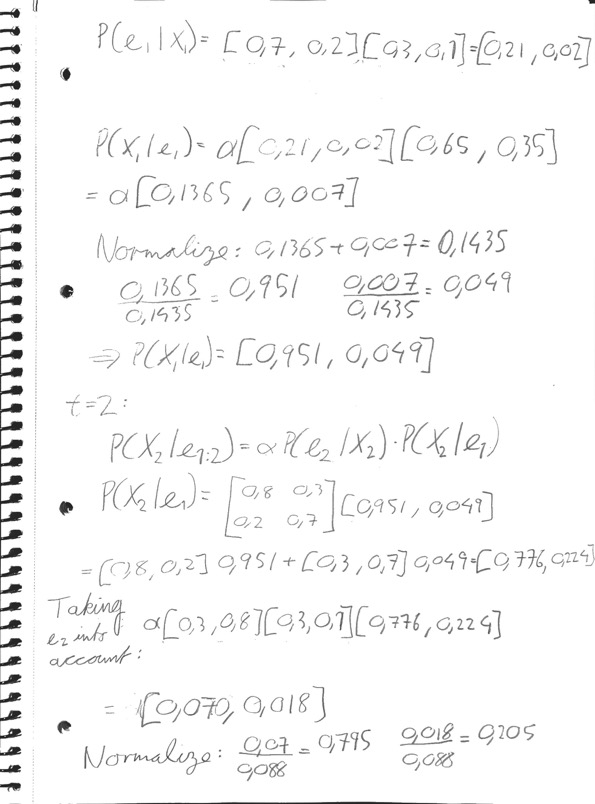 P(e₁|x₁) = [0,7, 0,2][0,3, 0,1] = [0,21, 0,02]
P(X₁|e₁) = α[0,21, 0,02][0,65, 0,35]
= α[0,1365, 0,007]
Normalize: 0,1365 + 0,007 = 0,1435
0,1365/0,1435 = 0,951 0,007/0,1435 = 0,049
⇒ P(X₁|e₁) = [0,951, 0,049]
t=2:
P(X₂|e₁:₂) = α P(e₂|X₂)·P(X₂|e₁)
P(X₂|e₁) = [0,8 0,3
0,2 0,7] [0,951, 0,049]
= [0,8, 0,2] 0,951 + [0,3, 0,7] 0,049 = [0,776, 0,224]
Taking e₂ into account: α[0,3, 0,8][0,3, 0,1][0,776, 0,224]
= [0,070, 0,018]
Normalize: 0,07/0,088 = 0,795 0,018/0,088 = 0,205